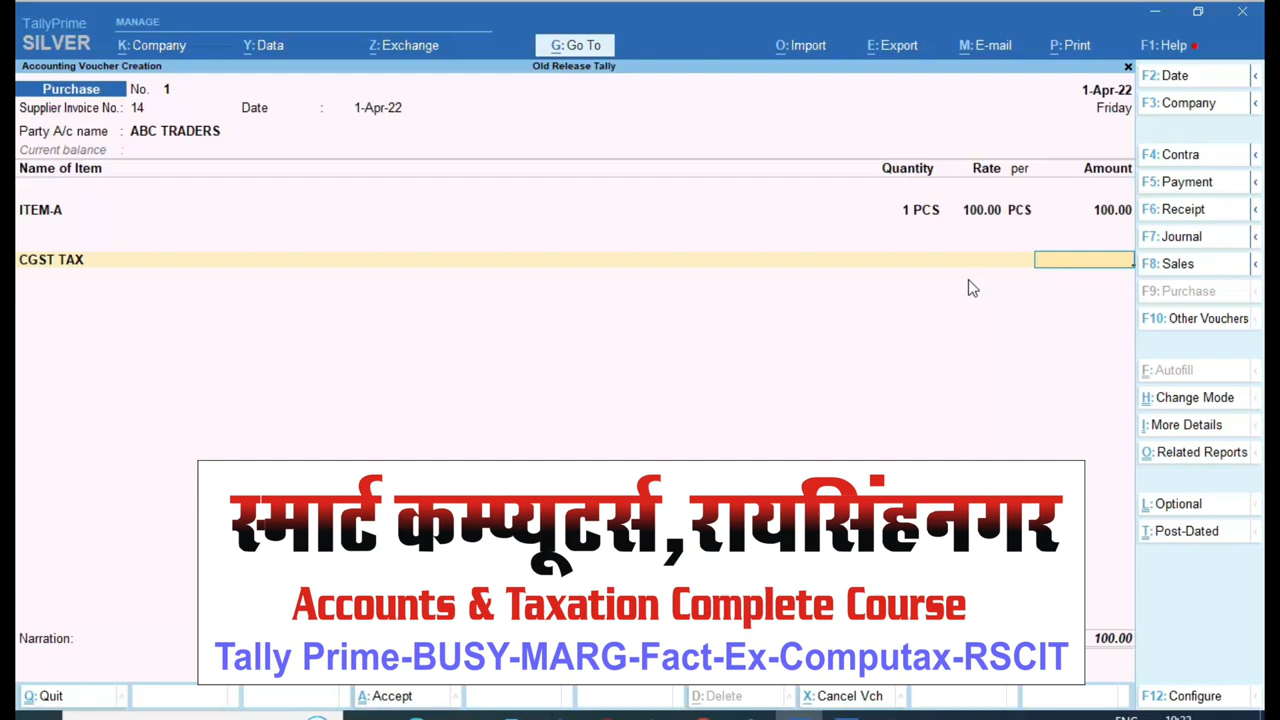 TallyPrime MANAGE
SILVER K: Company Y: Data Z: Exchange G: Go To O: Import E: Export M: E-mail P: Print F1: Help
Accounting Voucher Creation Old Release Tally ×
Purchase No. 1 1-Apr-22
Supplier Invoice No.: 14 Date : 1-Apr-22 Friday
Party A/c name : ABC TRADERS
Current balance :
Name of Item Quantity Rate per Amount
ITEM-A 1 PCS 100.00 PCS 100.00
CGST TAX
F2: Date
F3: Company
F4: Contra
F5: Payment
F6: Receipt
F7: Journal
F8: Sales
F9: Purchase
F10: Other Vouchers
F: Autofill
H: Change Mode
I: More Details
O: Related Reports
L: Optional
T: Post-Dated
स्मार्ट कम्प्यूटर्स,रायसिंहनगर
Accounts & Taxation Complete Course
Narration: 100.00
Tally Prime-BUSY-MARG-Fact-Ex-Computax-RSCIT
Q: Quit A: Accept D: Delete X: Cancel Vch F12: Configure